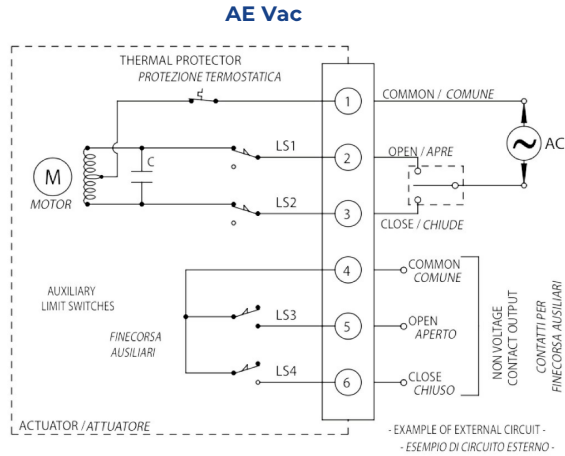 AE Vac
THERMAL PROTECTOR
PROTEZIONE TERMOSTATICA
1
COMMON / COMUNE
LS1
2
OPEN / APRE
AC
C
M
MOTOR
LS2
3
CLOSE / CHIUDE
4
COMMON
COMUNE
AUXILIARY
LIMIT SWITCHES
LS3
5
OPEN
APERTO
FINECORSA
AUSILIARI
LS4
6
CLOSE
CHIUSO
NON VOLTAGE
CONTACT OUTPUT
CONTATTI PER
FINECORSA AUSILIARI
ACTUATOR / ATTUATORE
- EXAMPLE OF EXTERNAL CIRCUIT -
- ESEMPIO DI CIRCUITO ESTERNO -